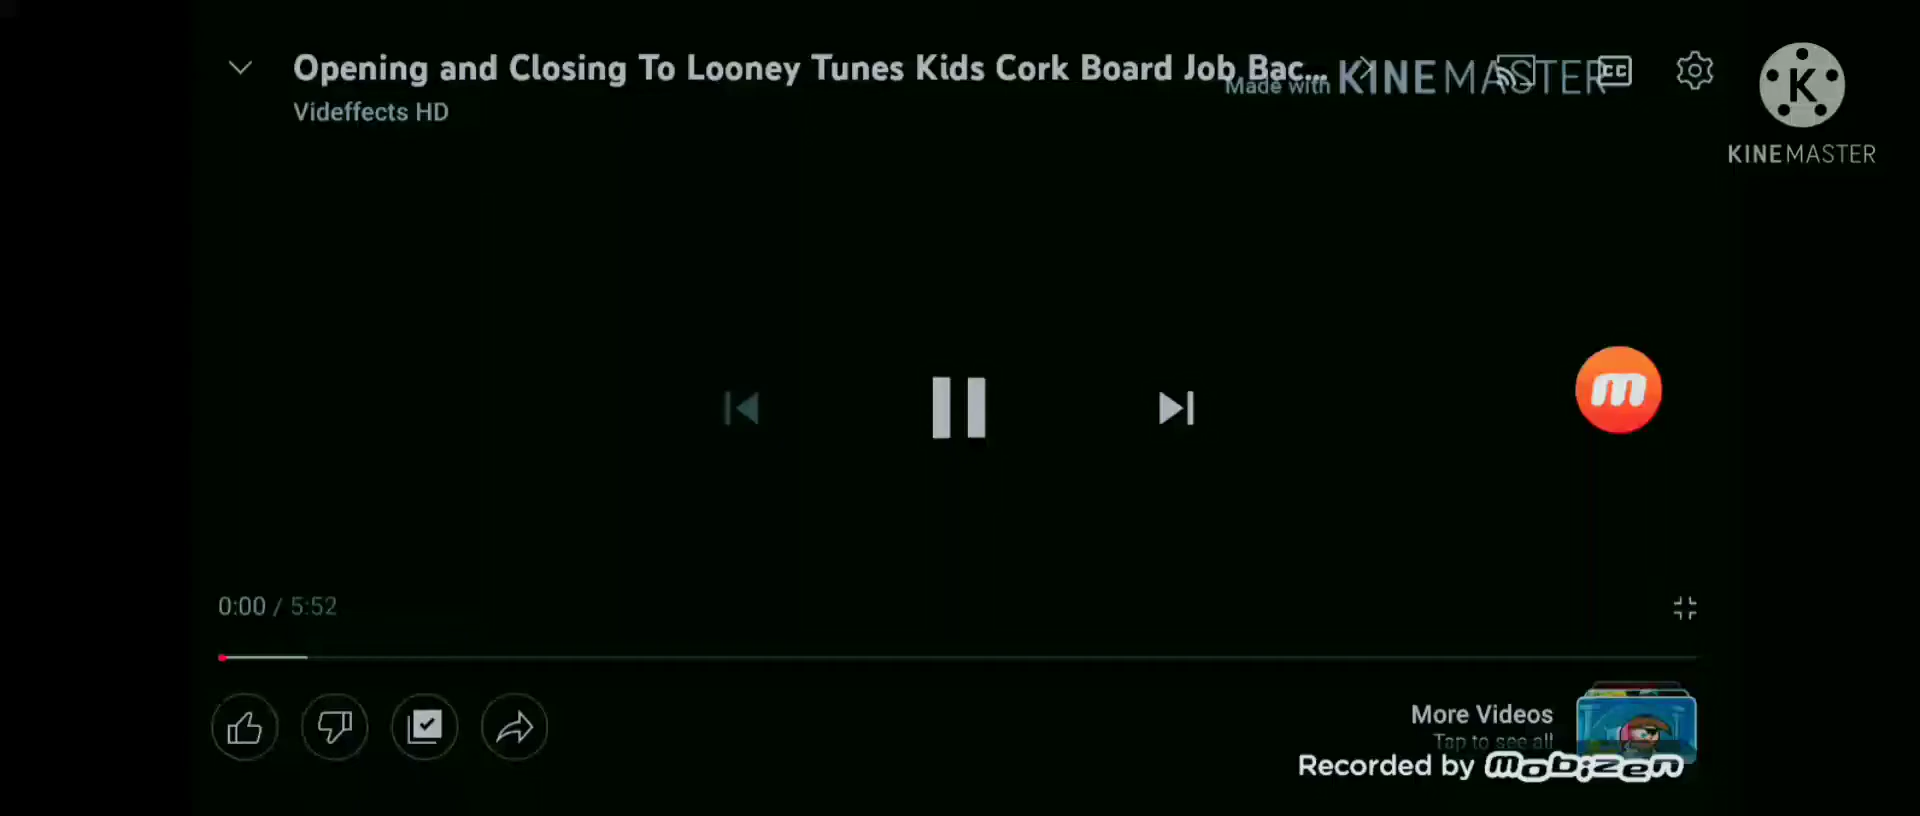 Opening and Closing To Looney Tunes Kids Cork Board Job Bac...
Made with KINEMASTER
CC
K
KINEMASTER
Videffects HD
m
0:00 / 5:52
More Videos
Tap to see all
Recorded by Mobizen